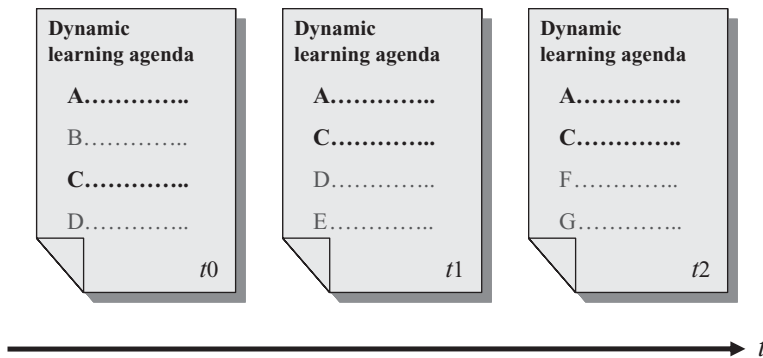 Dynamic
learning agenda
A…………..
B…………..
C…………..
D…………..
t0
Dynamic
learning agenda
A…………..
C…………..
D…………..
E…………..
t1
Dynamic
learning agenda
A…………..
C…………..
F…………..
G…………..
t2
t